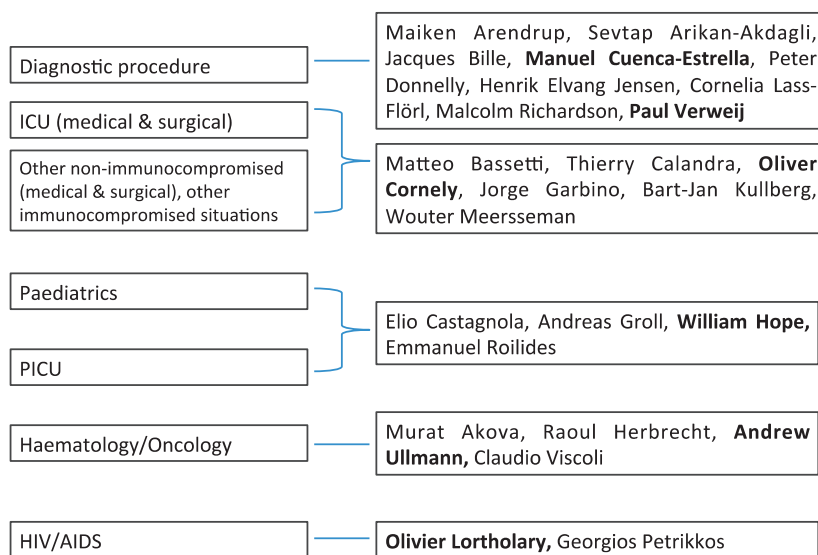 Diagnostic procedure
Maiken Arendrup, Sevtap Arikan-Akdagli,
Jacques Bille, Manuel Cuenca-Estrella, Peter
Donnelly, Henrik Elvang Jensen, Cornelia Lass-
Flörl, Malcolm Richardson, Paul Verweij
ICU (medical & surgical)
Other non-immunocompromised
(medical & surgical), other
immunocompromised situations
Matteo Bassetti, Thierry Calandra, Oliver
Cornely, Jorge Garbino, Bart-Jan Kullberg,
Wouter Meersseman
Paediatrics
PICU
Elio Castagnola, Andreas Groll, William Hope,
Emmanuel Roilides
Haematology/Oncology
Murat Akova, Raoul Herbrecht, Andrew
Ullmann, Claudio Viscoli
HIV/AIDS
Olivier Lortholary, Georgios Petrikkos